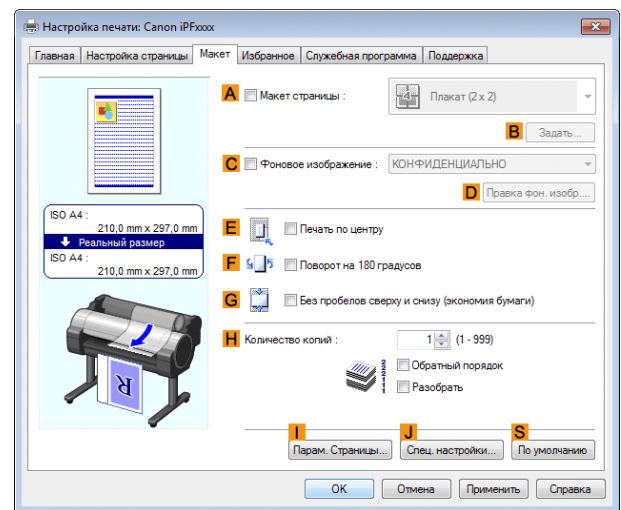 Настройка печати: Canon iPFxxxx
Главная Настройка страницы Макет Избранное Служебная программа Поддержка
A Макет страницы : 4 Плакат (2 x 2)
B Задать...
C Фоновое изображение : КОНФИДЕНЦИАЛЬНО
D Правка фон. изобр....
ISO A4 :
210,0 mm x 297,0 mm
Реальный размер
ISO A4 :
210,0 mm x 297,0 mm
E Печать по центру
F Поворот на 180 градусов
G Без пробелов сверху и снизу (экономия бумаги)
H Количество копий : 1 (1 - 999)
Обратный порядок
Разобрать
R
I J S
Парам. Страницы... Спец. настройки... По умолчанию
OK Отмена Применить Справка